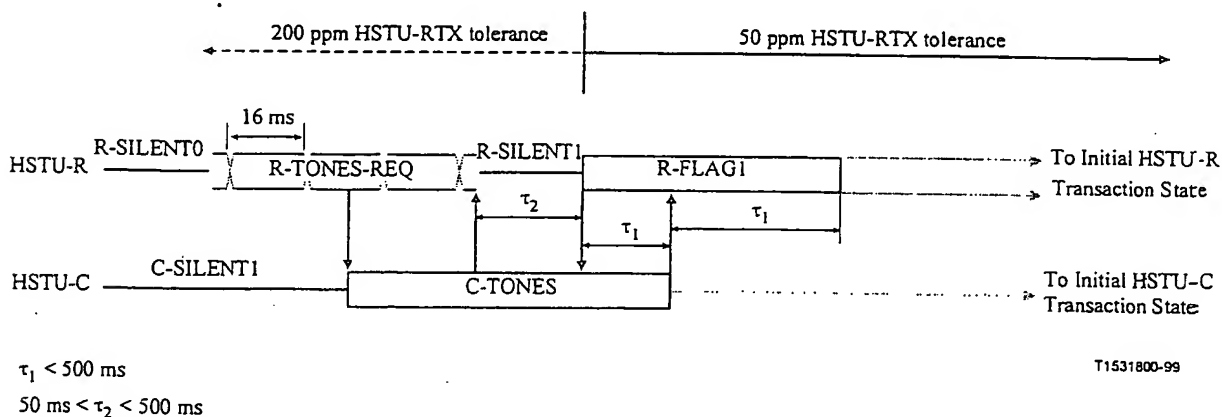 200 ppm HSTU-RTX tolerance
50 ppm HSTU-RTX tolerance
16 ms
R-SILENT0
R-SILENT1
HSTU-R
R-TONES-REQ
R-FLAG1
To Initial HSTU-R
Transaction State
τ2
τ1
τ1
C-SILENT1
HSTU-C
C-TONES
To Initial HSTU-C
Transaction State
τ1 < 500 ms
T1531800-99
50 ms < τ2 < 500 ms